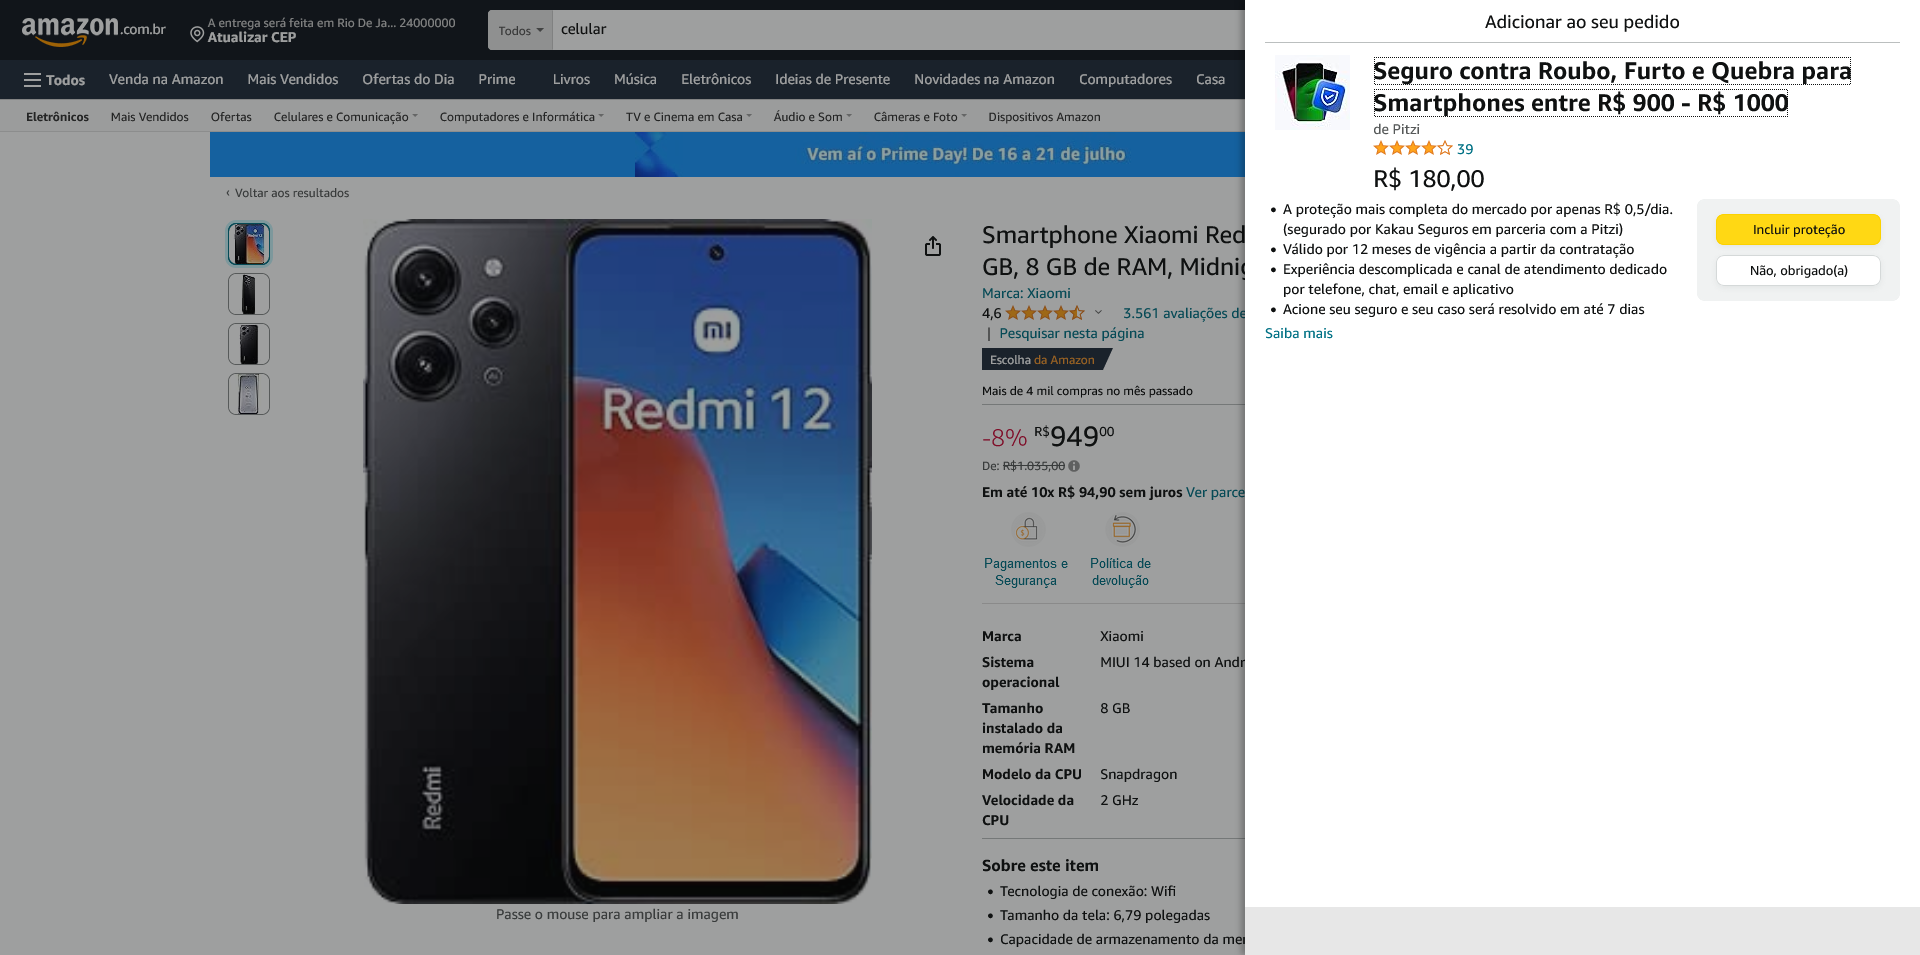 amazon.com.br
A entrega será feita em Rio De Ja... 24000000
Atualizar CEP
Todos
celular
Todos
Venda na Amazon
Mais Vendidos
Ofertas do Dia
Prime
Livros
Música
Eletrônicos
Ideias de Presente
Novidades na Amazon
Computadores
Casa
Eletrônicos
Mais Vendidos
Ofertas
Celulares e Comunicação
Computadores e Informática
TV e Cinema em Casa
Áudio e Som
Câmeras e Foto
Dispositivos Amazon
Vem aí o Prime Day! De 16 a 21 de julho
‹ Voltar aos resultados
Redmi 12
mi
Redmi 12
Redmi
Passe o mouse para ampliar a imagem
Smartphone Xiaomi Red
GB, 8 GB de RAM, Midnig
Marca: Xiaomi
4,6
3.561 avaliações de
| Pesquisar nesta página
Escolha da Amazon
Mais de 4 mil compras no mês passado
-8% R$94900
De: R$1.035,00
Em até 10x R$ 94,90 sem juros Ver parce
Pagamentos e
Segurança
Política de
devolução
Marca Xiaomi
Sistema MIUI 14 based on Andr
operacional
Tamanho 8 GB
instalado da
memória RAM
Modelo da CPU Snapdragon
Velocidade da 2 GHz
CPU
Sobre este item
• Tecnologia de conexão: Wifi
• Tamanho da tela: 6,79 polegadas
• Capacidade de armazenamento da me
Adicionar ao seu pedido
Seguro contra Roubo, Furto e Quebra para
Smartphones entre R$ 900 - R$ 1000
de Pitzi
39
R$ 180,00
• A proteção mais completa do mercado por apenas R$ 0,5/dia.
(segurado por Kakau Seguros em parceria com a Pitzi)
• Válido por 12 meses de vigência a partir da contratação
• Experiência descomplicada e canal de atendimento dedicado
por telefone, chat, email e aplicativo
• Acione seu seguro e seu caso será resolvido em até 7 dias
Saiba mais
Incluir proteção
Não, obrigado(a)